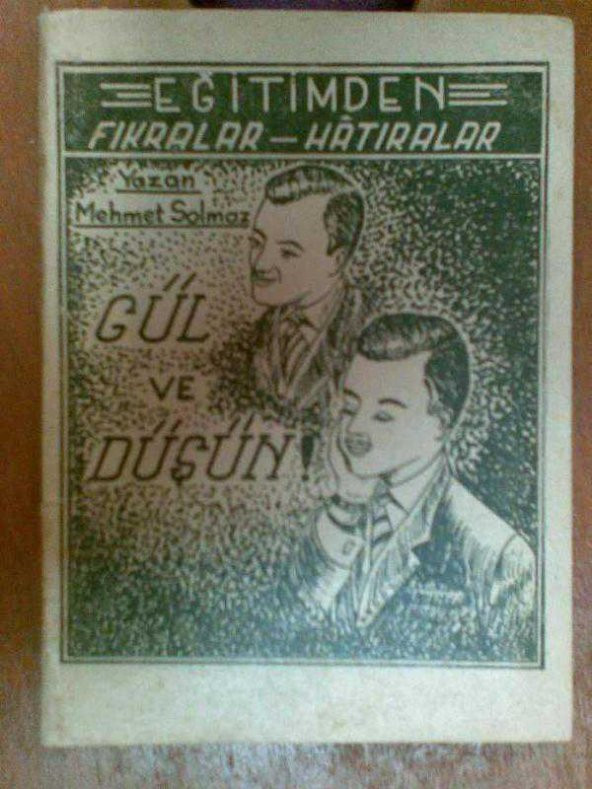 EĞİTİMDEN
FIKRALAR – HÂTIRALAR
Yazan
Mehmet Solmaz
GÜL
VE
DÜŞÜN!